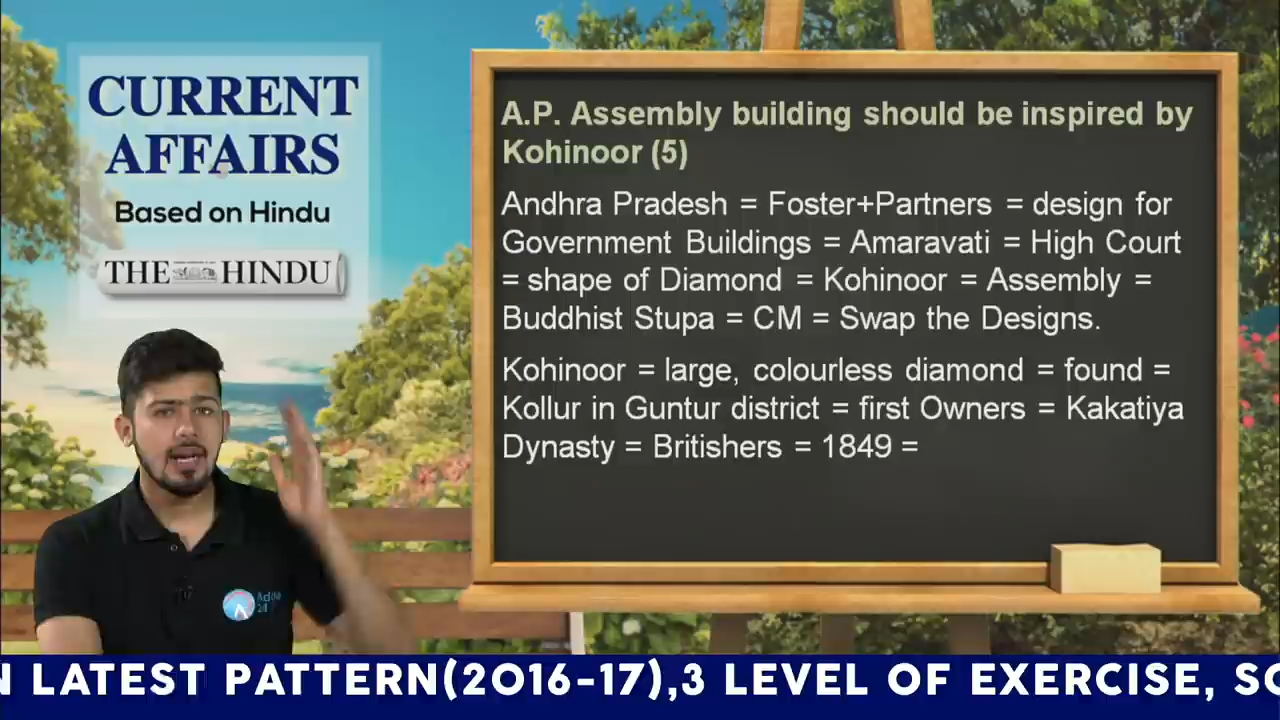 CURRENT
AFFAIRS
Based on Hindu
THE HINDU
A.P. Assembly building should be inspired by
Kohinoor (5)
Andhra Pradesh = Foster+Partners = design for
Government Buildings = Amaravati = High Court
= shape of Diamond = Kohinoor = Assembly =
Buddhist Stupa = CM = Swap the Designs.
Kohinoor = large, colourless diamond = found =
Kollur in Guntur district = first Owners = Kakatiya
Dynasty = Britishers = 1849 =
N LATEST PATTERN(2016-17),3 LEVEL OF EXERCISE, SO